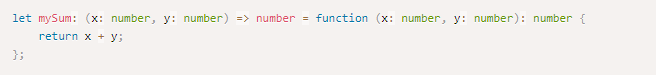 let mySum: (x: number, y: number) => number = function (x: number, y: number): number {
    return x + y;
};